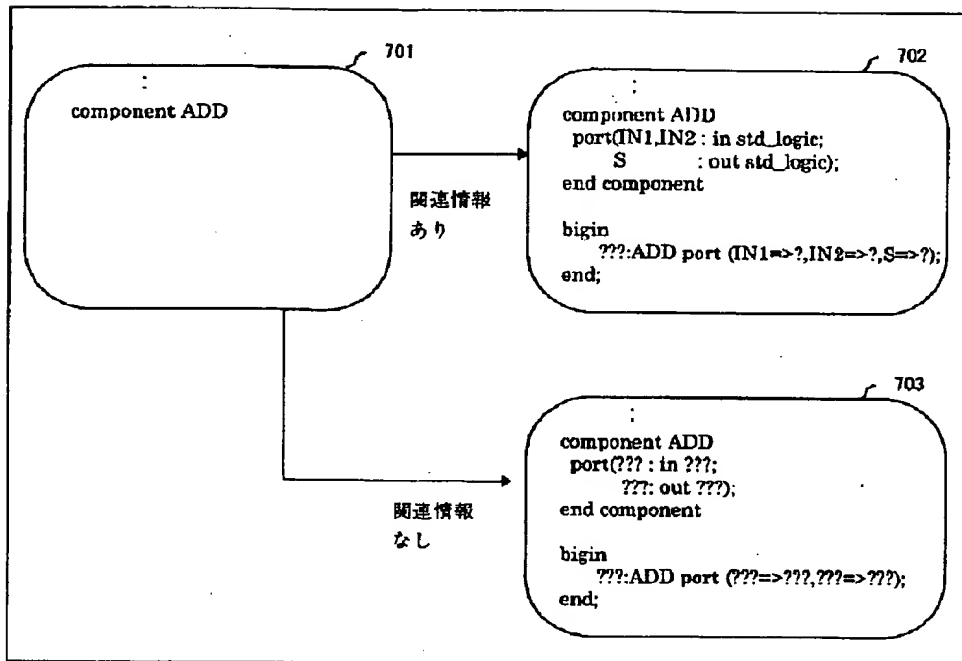 701
:
component ADD
関連情報
あり
702
:
component ADD
port(IN1,IN2 : in std_logic;
S : out std_logic);
end component
bigin
???:ADD port (IN1=>?,IN2=>?,S=>?);
end;
関連情報
なし
703
:
component ADD
port(??? : in ???;
???: out ???);
end component
bigin
???:ADD port (???=>???,???=>???);
end;